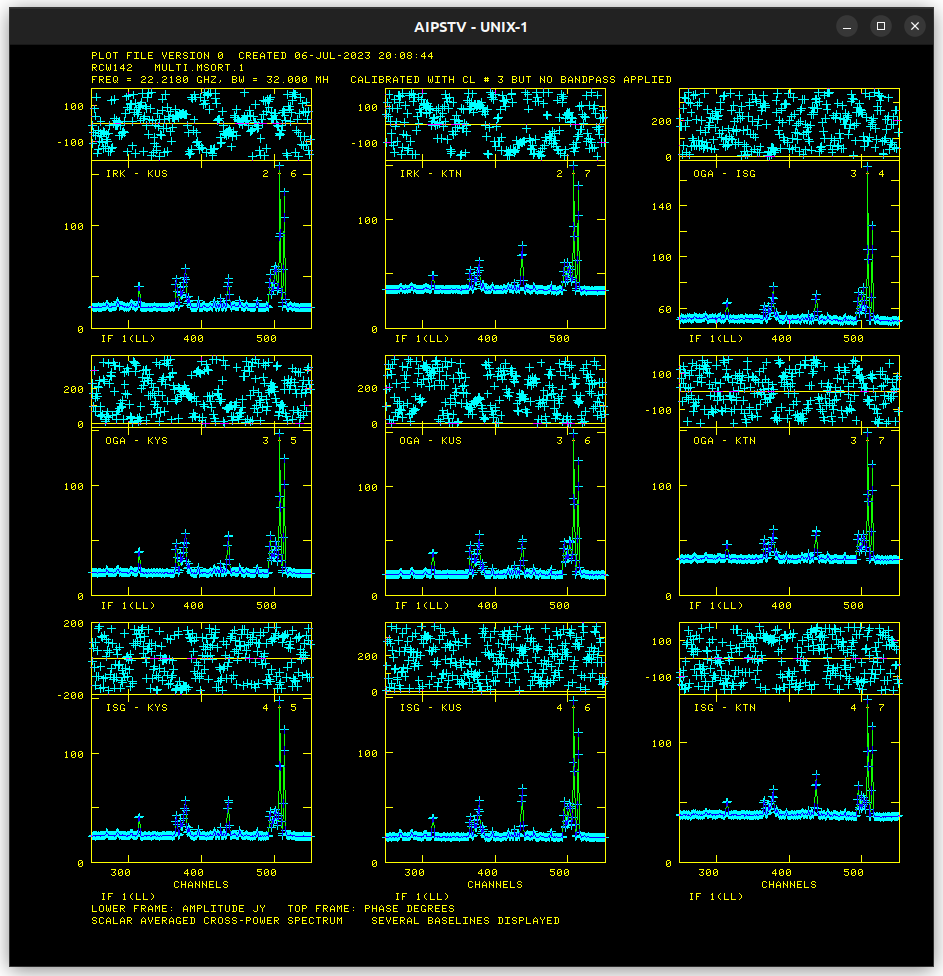 AIPSTV - UNIX-1
PLOT FILE VERSION 0  CREATED 06-JUL-2023 20:08:44
RCW142   MULTI.MSORT.1
FREQ = 22.2180 GHZ, BW = 32.000 MH   CALIBRATED WITH CL # 3 BUT NO BANDPASS APPLIED
100
-100
100
-100
200
0
IRK - KUS 2 - 6
IRK - KTN 2 - 7
OGA - ISG 3 - 4
100
0
100
0
140
100
60
IF 1(LL) 400 500
IF 1(LL) 400 500
IF 1(LL) 400 500
200
0
200
0
100
-100
OGA - KYS 3 - 5
OGA - KUS 3 - 6
OGA - KTN 3 - 7
100
0
100
0
100
0
IF 1(LL) 400 500
IF 1(LL) 400 500
IF 1(LL) 400 500
200
-200
200
0
100
-100
ISG - KYS 4 - 5
ISG - KUS 4 - 6
ISG - KTN 4 - 7
100
0
100
0
100
0
300 400 500
300 400 500
300 400 500
CHANNELS
CHANNELS
CHANNELS
IF 1(LL)
IF 1(LL)
IF 1(LL)
LOWER FRAME: AMPLITUDE JY   TOP FRAME: PHASE DEGREES
SCALAR AVERAGED CROSS-POWER SPECTRUM    SEVERAL BASELINES DISPLAYED